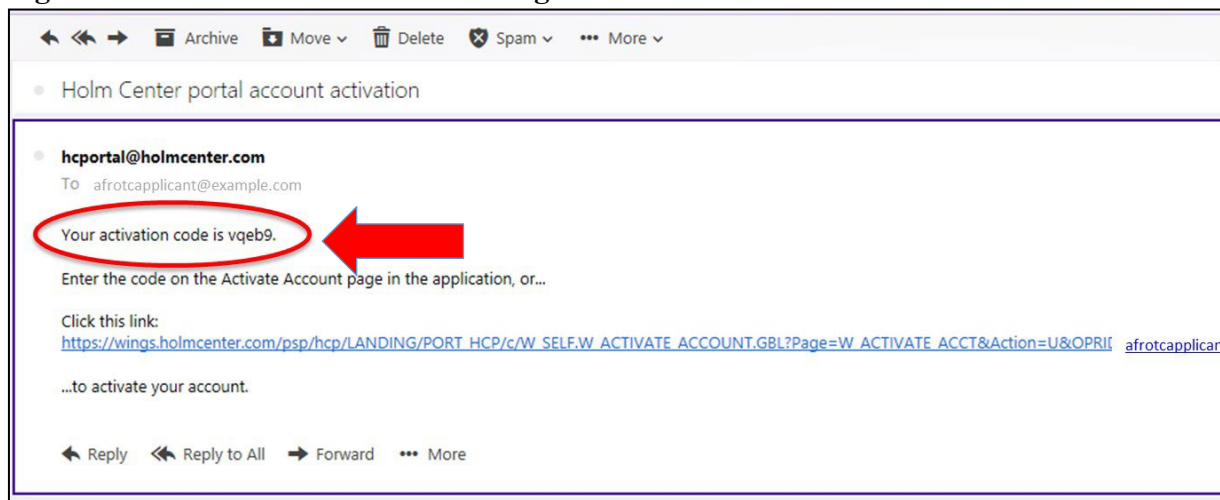 Archive Move Delete Spam ••• More
Holm Center portal account activation
hcportal@holmcenter.com
To afrotcapplicant@example.com
Your activation code is vqeb9.
Enter the code on the Activate Account page in the application, or...
Click this link:
https://wings.holmcenter.com/psp/hcp/LANDING/PORT_HCP/c/W_SELF.W_ACTIVATE_ACCOUNT.GBL?Page=W_ACTIVATE_ACCT&Action=U&OPRID afrotcapplican
...to activate your account.
Reply Reply to All Forward ••• More